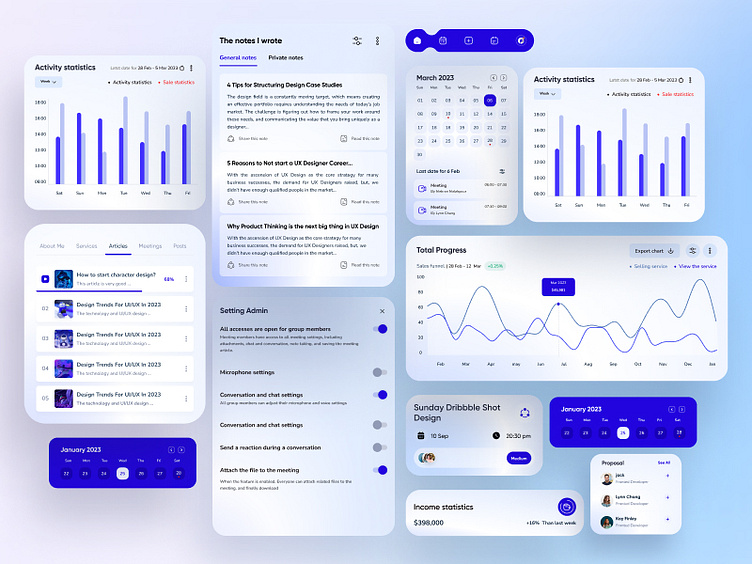 Activity statistics
Latest date for 28 Feb - 5 Mar 2023
Week
Activity statistics
Sale statistics
18:00
16:00
14:00
12:00
10:00
08:00
Sat
Sun
Mon
Tue
Wed
Thu
Fri
About Me
Services
Articles
Meetings
Posts
How to start character design?
This article is very good ...
68%
02
Design Trends For UI/UX In 2023
The technology and UI/UX design ...
03
Design Trends For UI/UX In 2023
The technology and UI/UX design ...
04
Design Trends For UI/UX In 2023
The technology and UI/UX design ...
05
Design Trends For UI/UX In 2023
The technology and UI/UX design ...
January 2023
Sat Sun Mon Tue Wed Thu
22 23 24 25 26 27 28
The notes I wrote
General notes
Private notes
4 Tips for Structuring Design Case Studies
The design field is a constantly moving target, which means creating
an effective portfolio requires understanding the needs of today's job
market. The challenge is figuring out how to frame your work around
these needs, and communicating the value you bring uniquely as a
designer...
Share this note
Read this note
5 Reasons to Not start a UX Designer Career...
With the ascension of UX Design as the core strategy for many
business successes, the demand for UX Designers raised, but, we
didn't have enough qualified people in the market...
Share this note
Read this note
Why Product Thinking is the next big thing in UX Design
With the ascension of UX Design as the core strategy for many
business successes, the demand for UX Designers raised, but, we
didn't have enough qualified people in the market...
Share this note
Read this note
Setting Admin
All accesses are open for group members
Meeting members have access to all meeting settings, including
attachments, chat and conversation, note-taking, and saving the meeting
article.
Microphone settings
Conversation and chat settings
All group members can adjust their microphone and voice settings
Conversation and chat settings
Send a reaction during a conversation
Attach the file to the meeting
When this feature is enabled, Everyone can attach related files to the
meeting, and finally download
March 2023
Sun Mon Tue Wed Thu Fri Sat
01 02 03 04 05 06 07
08 09 10 11 12 13 14
15 16 17 18 19 20 21
23 24 25 26 27 28 29
30
Last date for 6 Feb
Meeting
06:00 - 07:00
Meeting
By Lynn Chang
07:30 - 09:00
Activity statistics
Latest date for 28 Feb - 5 Mar 2023
Week
Activity statistics
Sale statistics
18:00
16:00
14:00
12:00
10:00
08:00
Sat
Sun
Mon
Tue
Wed
Thu
Fri
Total Progress
Export chart
Sales funnel | 28 Feb - 12 Mar
+0.25%
Selling service
View the service
100
80
60
40
20
0
Feb
Mar
Apr
may
Jun
Jul
Aug
Sep
Oct
Nov
Dec
Jan
Mar 2023
Sunday Dribbble Shot
Design
10 Sep
20:30 pm
Medium
January 2023
Sat Sun Mon Tue Wed Thu
22 23 24 25 26 27 28
Income statistics
$398,000
+16% Than last week
Proposal
See All
Jack
Frontend Developer
Lynn Chang
Frontend Developer
Kay Finley
Frontend Developer